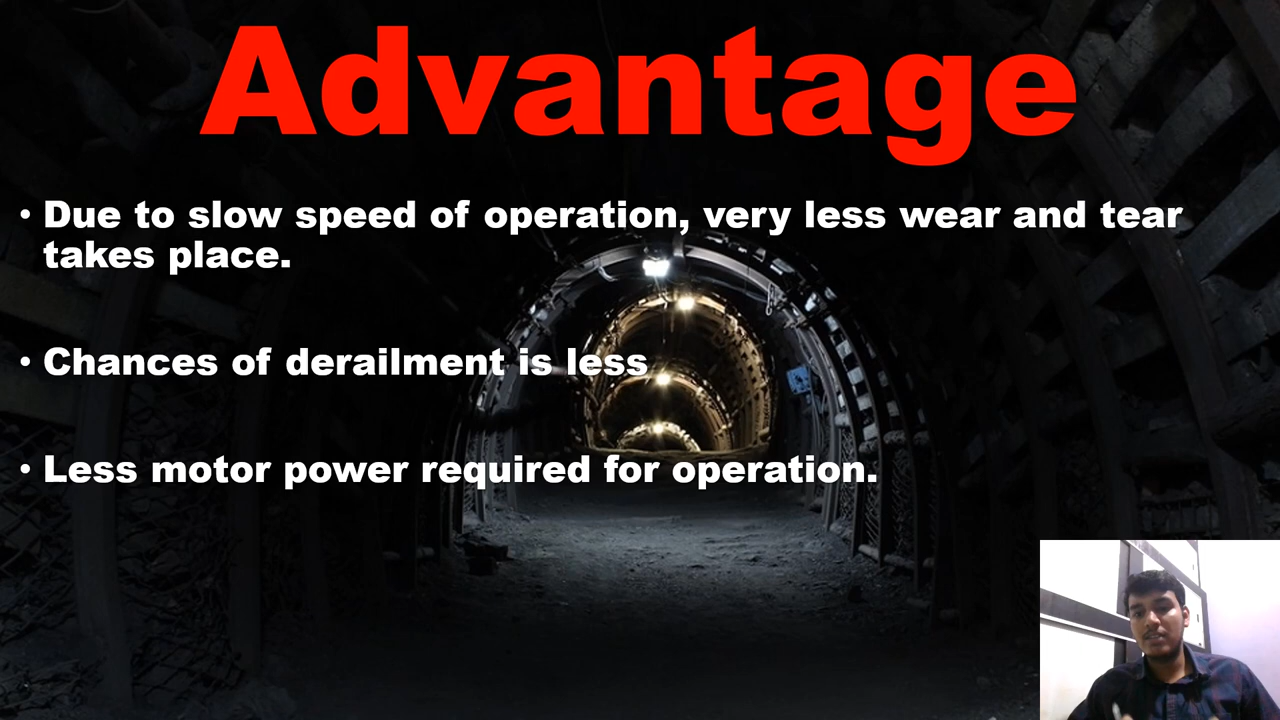 Advantage
• Due to slow speed of operation, very less wear and tear
takes place.
• Chances of derailment is less
• Less motor power required for operation.